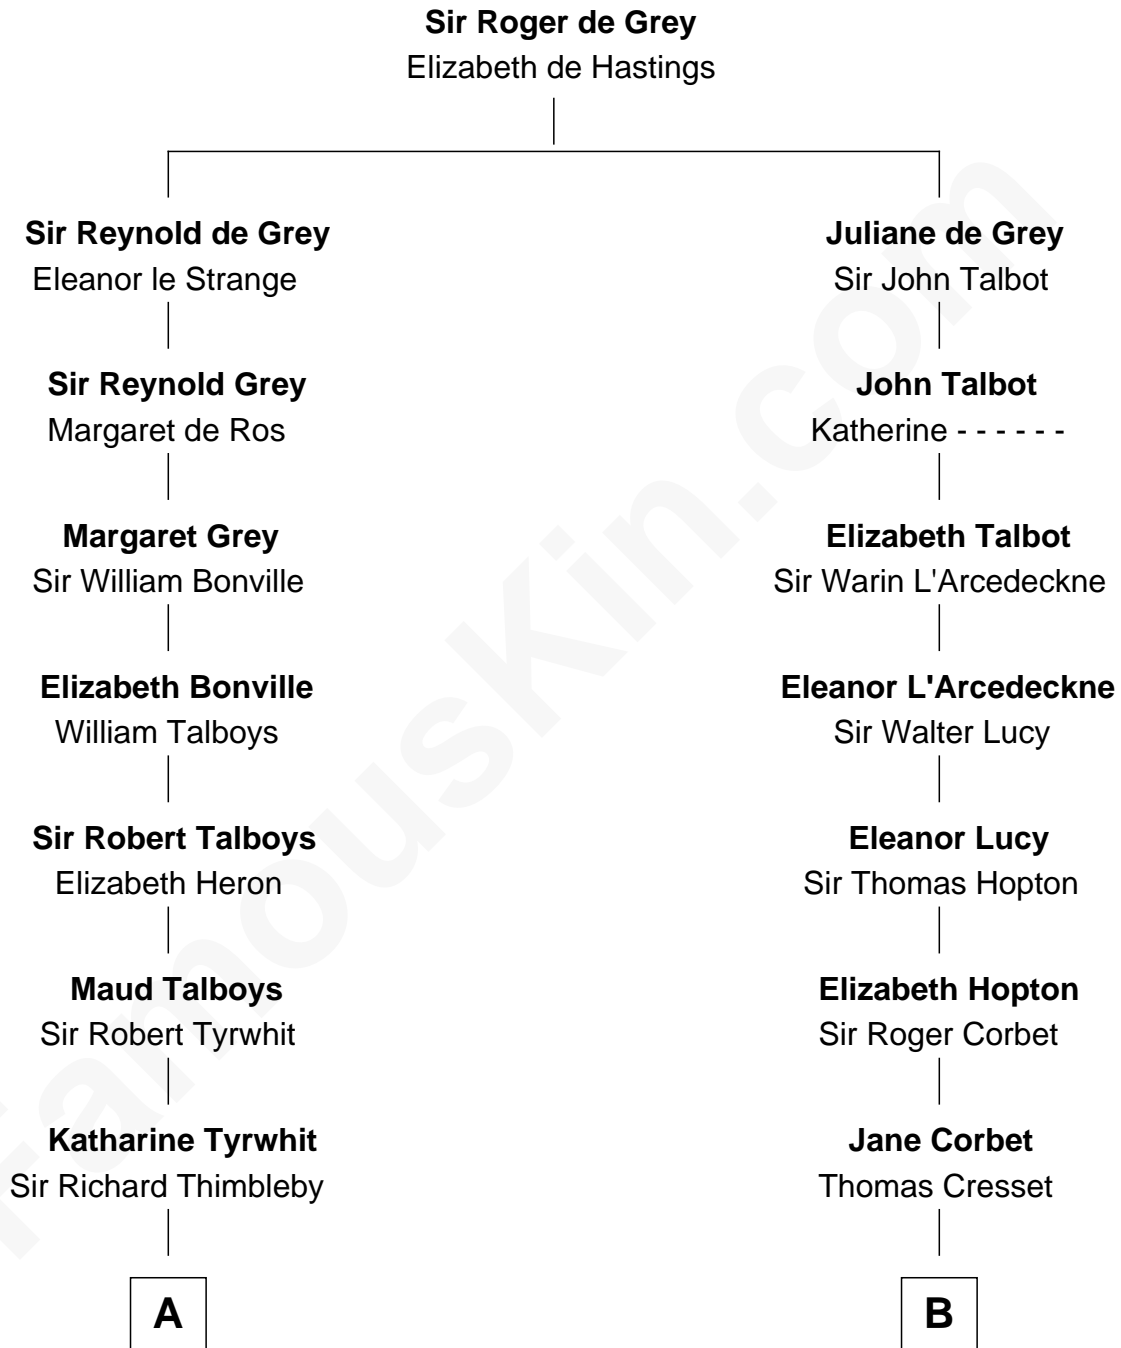 Sir Roger de Grey
Elizabeth de Hastings
Sir Reynold de Grey
Eleanor le Strange
Juliane de Grey
Sir John Talbot
Sir Reynold Grey
Margaret de Ros
John Talbot
Katherine - - - - - -
Margaret Grey
Sir William Bonville
Elizabeth Talbot
Sir Warin L'Arcedeckne
Elizabeth Bonville
William Talboys
Eleanor L'Arcedeckne
Sir Walter Lucy
Sir Robert Talboys
Elizabeth Heron
Eleanor Lucy
Sir Thomas Hopton
Maud Talboys
Sir Robert Tyrwhit
Elizabeth Hopton
Sir Roger Corbet
Katharine Tyrwhit
Sir Richard Thimbleby
Jane Corbet
Thomas Cresset
A
B
FamousKin.com